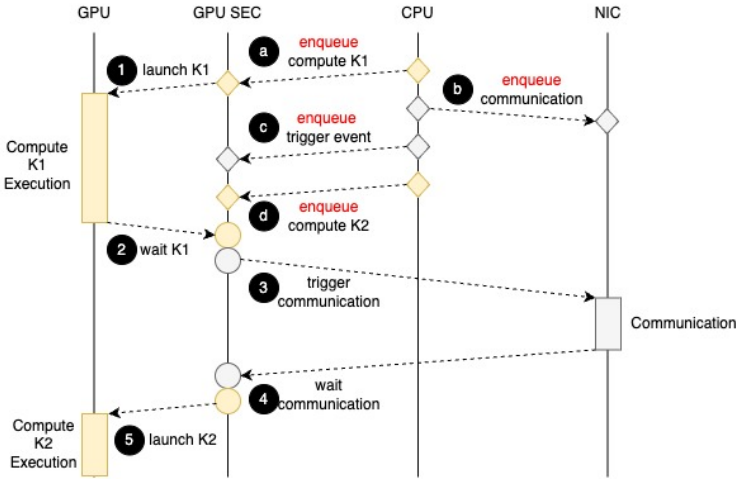 GPU
GPU SEC
CPU
NIC
a
enqueue
compute K1
1
launch K1
b
enqueue
communication
c
enqueue
trigger event
Compute
K1
Execution
d
enqueue
compute K2
2
wait K1
3
trigger
communication
Communication
4
wait
communication
5
launch K2
Compute
K2
Execution